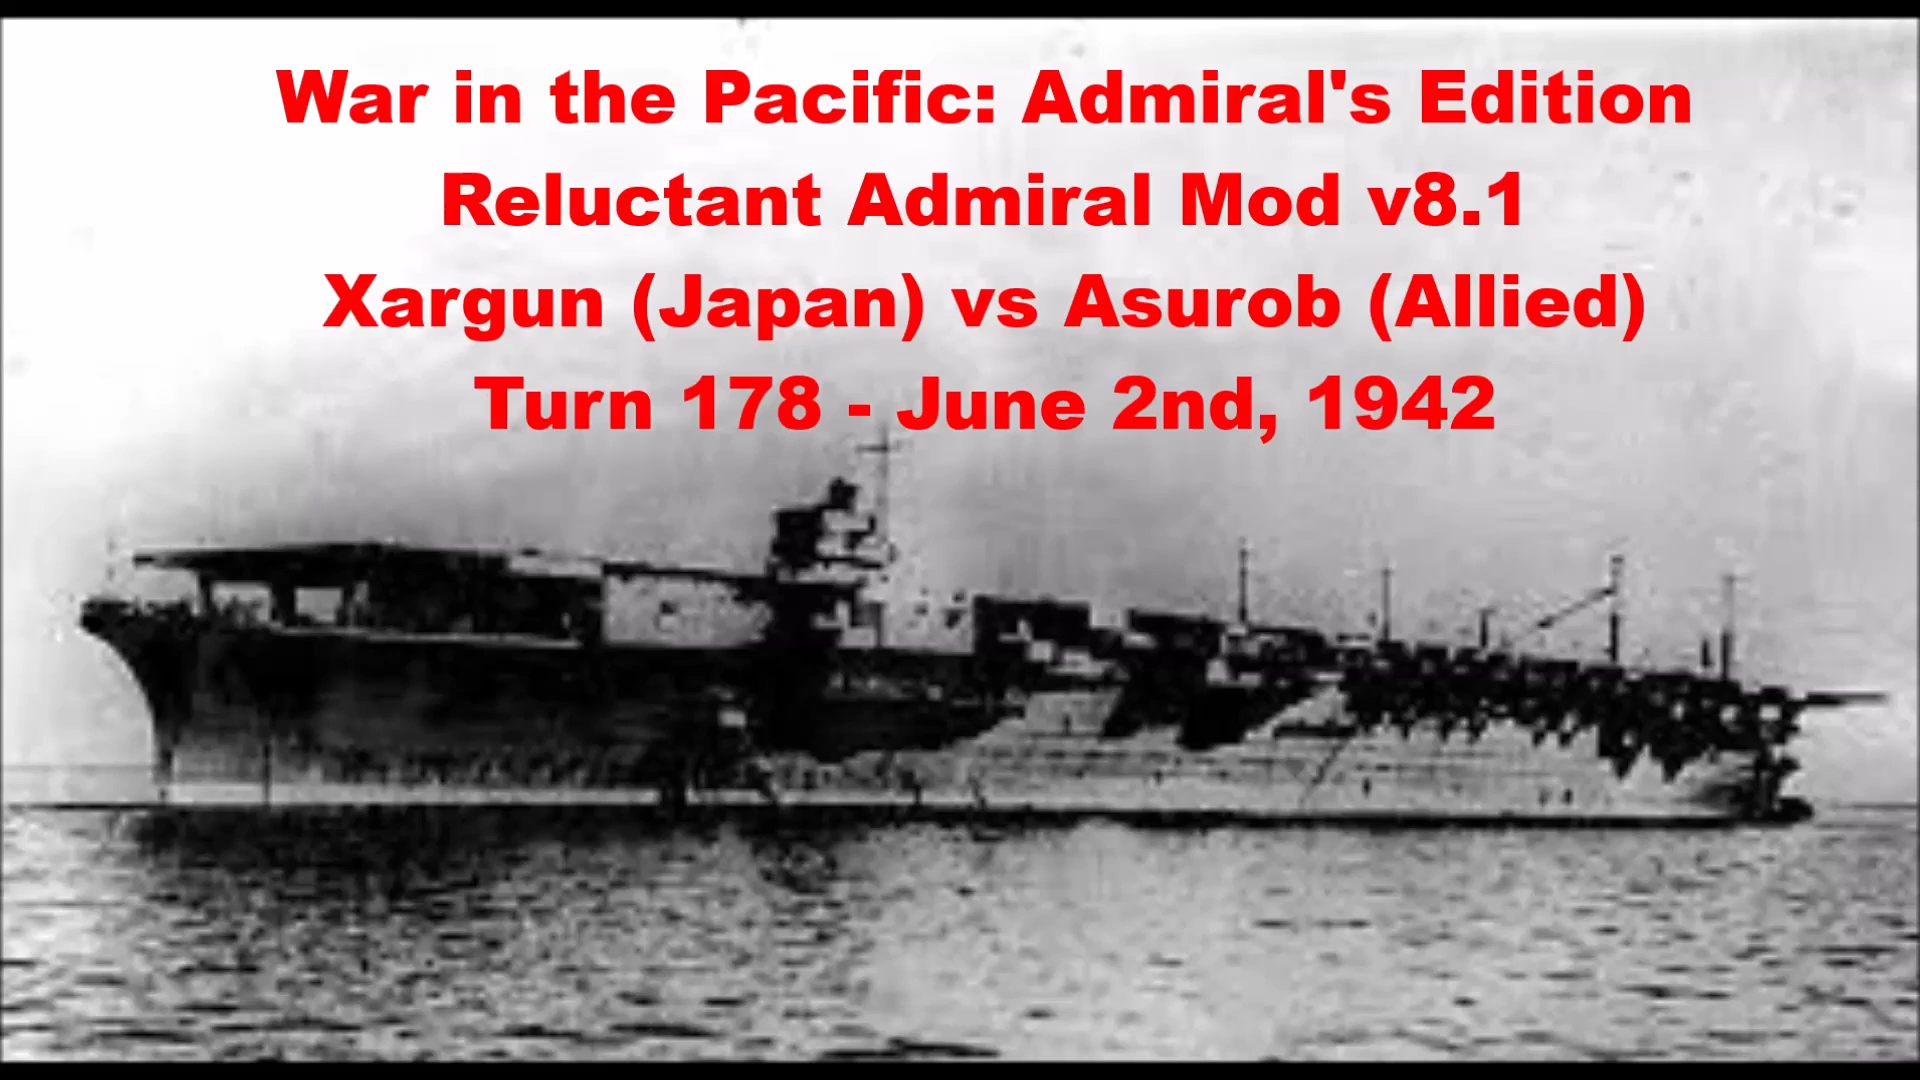 War in the Pacific: Admiral's Edition
Reluctant Admiral Mod v8.1
Xargun (Japan) vs Asurob (Allied)
Turn 178 - June 2nd, 1942